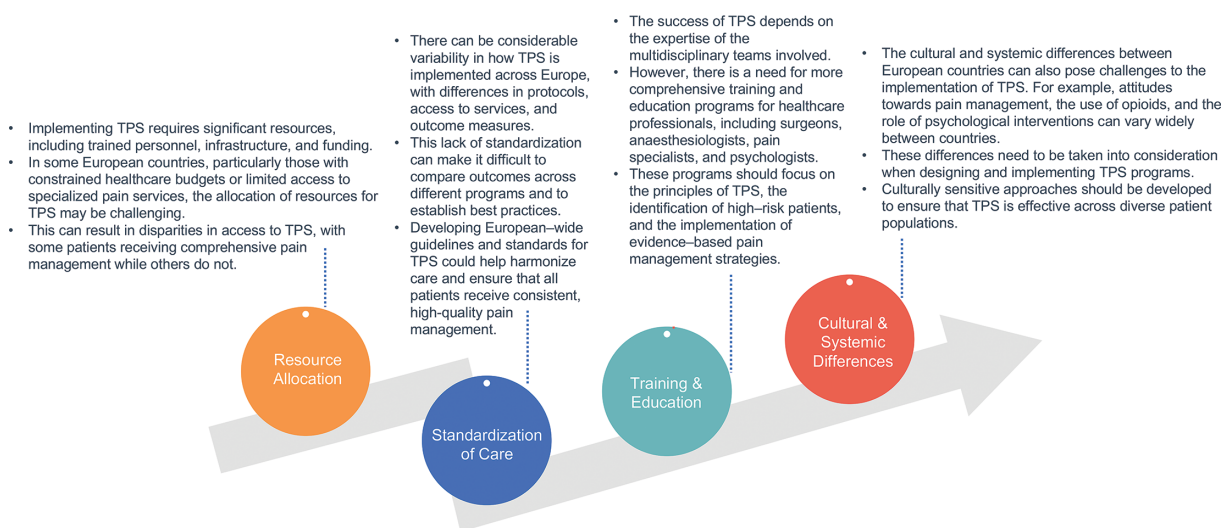 • Implementing TPS requires significant resources,
including trained personnel, infrastructure, and funding.
• In some European countries, particularly those with
constrained healthcare budgets or limited access to
specialized pain services, the allocation of resources for
TPS may be challenging.
• This can result in disparities in access to TPS, with
some patients receiving comprehensive pain
management while others do not.
Resource
Allocation
• There can be considerable
variability in how TPS is
implemented across Europe,
with differences in protocols,
access to services, and
outcome measures.
• This lack of standardization
can make it difficult to
compare outcomes across
different programs and to
establish best practices.
• Developing European–wide
guidelines and standards for
TPS could help harmonize
care and ensure that all
patients receive consistent,
high-quality pain
management.
Standardization
of Care
• The success of TPS depends on
the expertise of the
multidisciplinary teams involved.
• However, there is a need for more
comprehensive training and
education programs for healthcare
professionals, including surgeons,
anaesthesiologists, pain
specialists, and psychologists.
• These programs should focus on
the principles of TPS, the
identification of high–risk patients,
and the implementation of
evidence–based pain
management strategies.
Training &
Education
• The cultural and systemic differences between
European countries can also pose challenges to the
implementation of TPS. For example, attitudes
towards pain management, the use of opioids, and the
role of psychological interventions can vary widely
between countries.
• These differences need to be taken into consideration
when designing and implementing TPS programs.
• Culturally sensitive approaches should be developed
to ensure that TPS is effective across diverse patient
populations.
Cultural &
Systemic
Differences